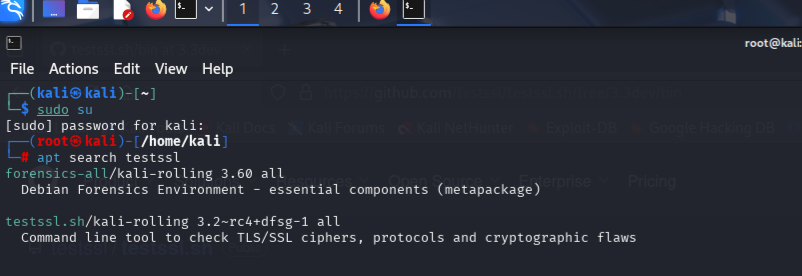 1 2 3 4
root@kali:
File Actions Edit View Help
┌──(kali㉿kali)-[~]
└─$ sudo su
[sudo] password for kali:
┌──(root㉿kali)-[/home/kali]
└─# apt search testssl
forensics-all/kali-rolling 3.60 all
Debian Forensics Environment - essential components (metapackage)
testssl.sh/kali-rolling 3.2~rc4+dfsg-1 all
Command line tool to check TLS/SSL ciphers, protocols and cryptographic flaws